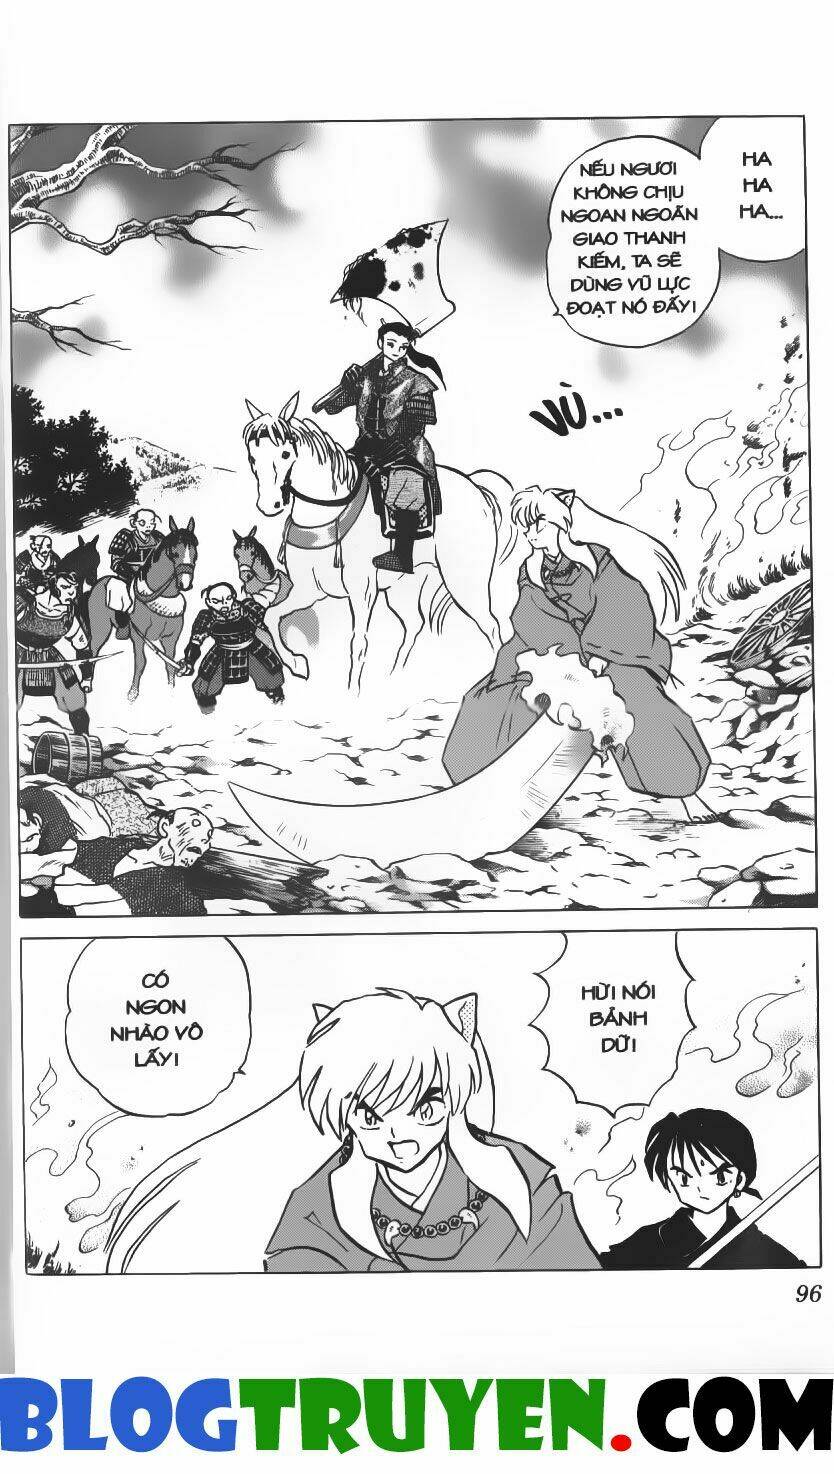 HA
HA
HA...
NẾU NGƯƠI
KHÔNG CHỊU
NGOAN NGOÃN
GIAO THANH
KIẾM, TA SẼ
DÙNG VŨ LỰC
ĐOẠT NÓ ĐẤY!
VÙ...
HỪ! NÓI
BẢNH
DỮ!
CÓ
NGON
NHÀO VÔ
LẤY!
96
BLOGTRUYEN.COM